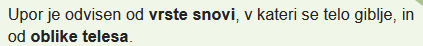 Upor je odvisen od vrste snovi, v kateri se telo giblje, in
od oblike telesa.